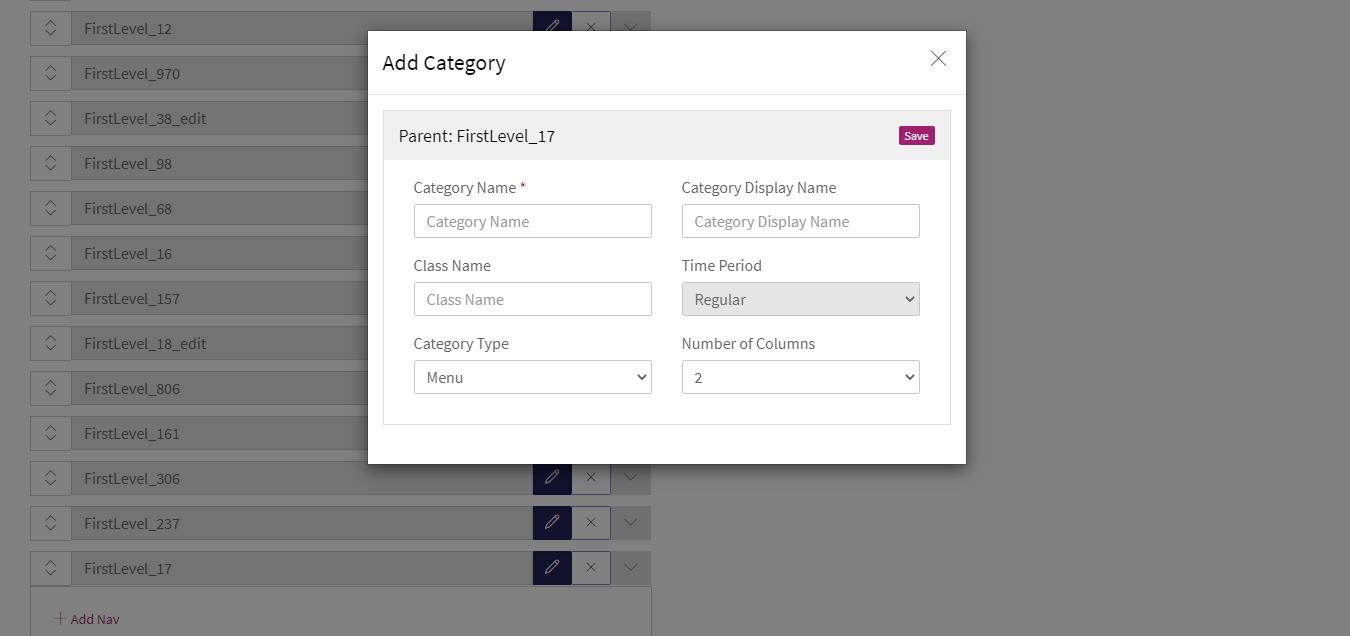 FirstLevel_12
FirstLevel_970
FirstLevel_38_edit
FirstLevel_98
FirstLevel_68
FirstLevel_16
FirstLevel_157
FirstLevel_18_edit
FirstLevel_806
FirstLevel_161
FirstLevel_306
FirstLevel_237
FirstLevel_17
Add Nav
Add Category
Parent: FirstLevel_17 Save
Category Name * Category Display Name
Category Name Category Display Name
Class Name Time Period
Class Name Regular
Category Type Number of Columns
Menu 2